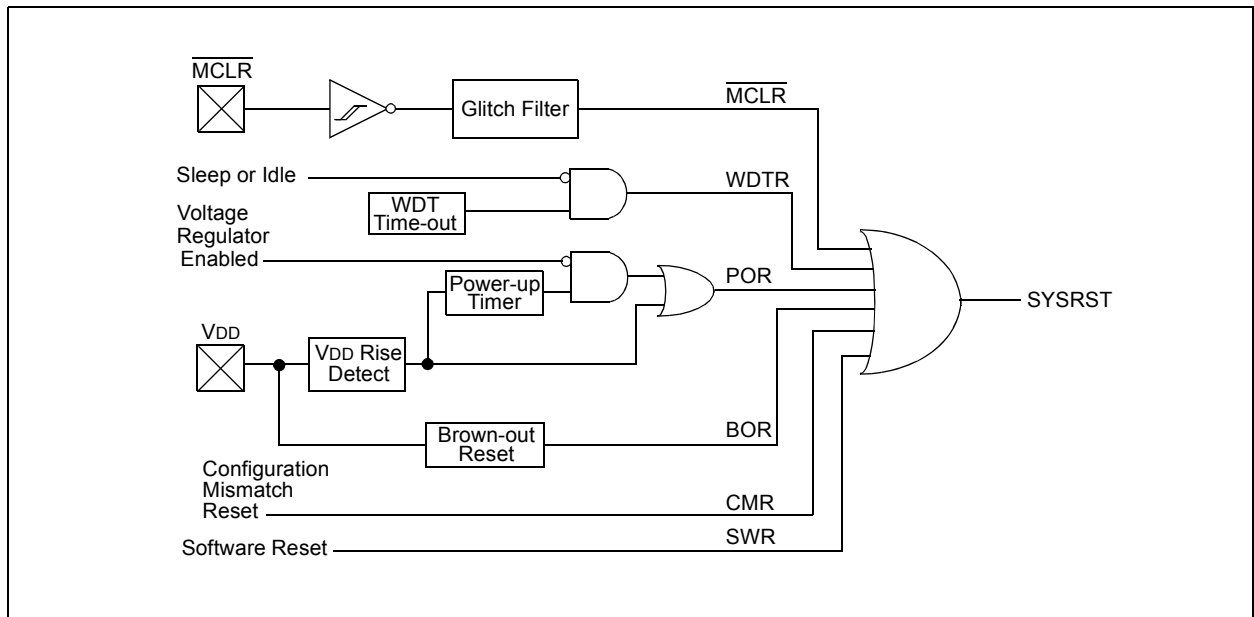 MCLR
Glitch Filter
MCLR
Sleep or Idle
WDTR
WDT
Time-out
Voltage
Regulator
Enabled
Power-up
Timer
POR
SYSRST
VDD
VDD Rise
Detect
Brown-out
Reset
BOR
Configuration
Mismatch
Reset
CMR
Software Reset
SWR